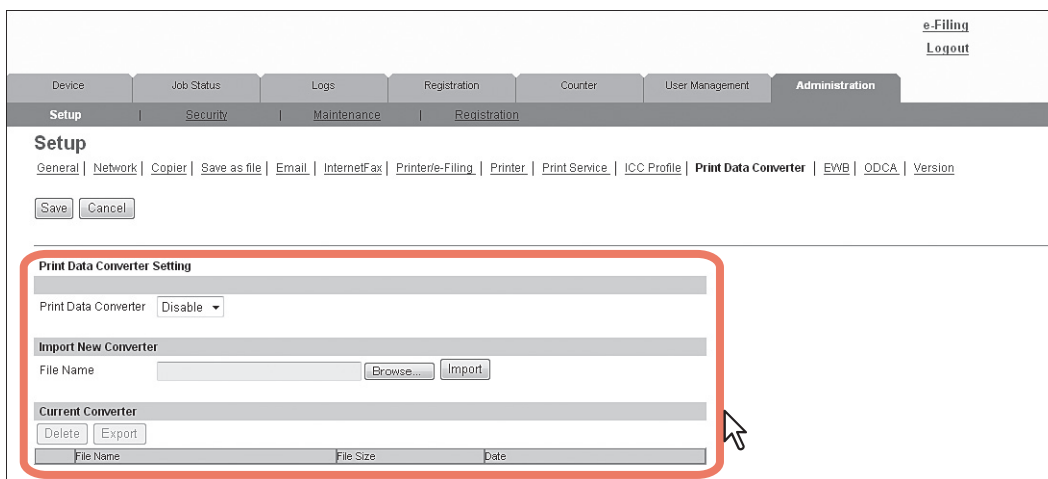 e-Filing
Logout
Device Job Status Logs Registration Counter User Management Administration
Setup | Security | Maintenance | Registration
Setup
General | Network | Copier | Save as file | Email | InternetFax | Printer/e-Filing | Printer | Print Service | ICC Profile | Print Data Converter | EWB | ODCA | Version
Save Cancel
Print Data Converter Setting
Print Data Converter Disable
Import New Converter
File Name Browse... Import
Current Converter
Delete Export
File Name File Size Date